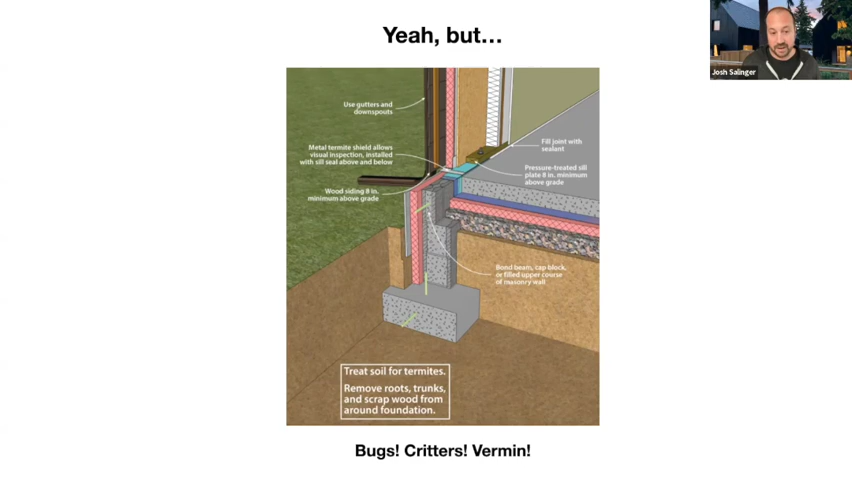 Yeah, but…
Josh Salinger
Use gutters and
downspouts
Metal termite shield allows
visual inspection, installed
with sill seal above and below
Wood siding 8 in.
minimum above grade
Fill joint with
sealant
Pressure-treated sill
plate 8 in. minimum
above grade
Bond beam, cap block,
or filled upper course
of masonry wall
Treat soil for termites.
Remove roots, trunks,
and scrap wood from
around foundation.
Bugs! Critters! Vermin!